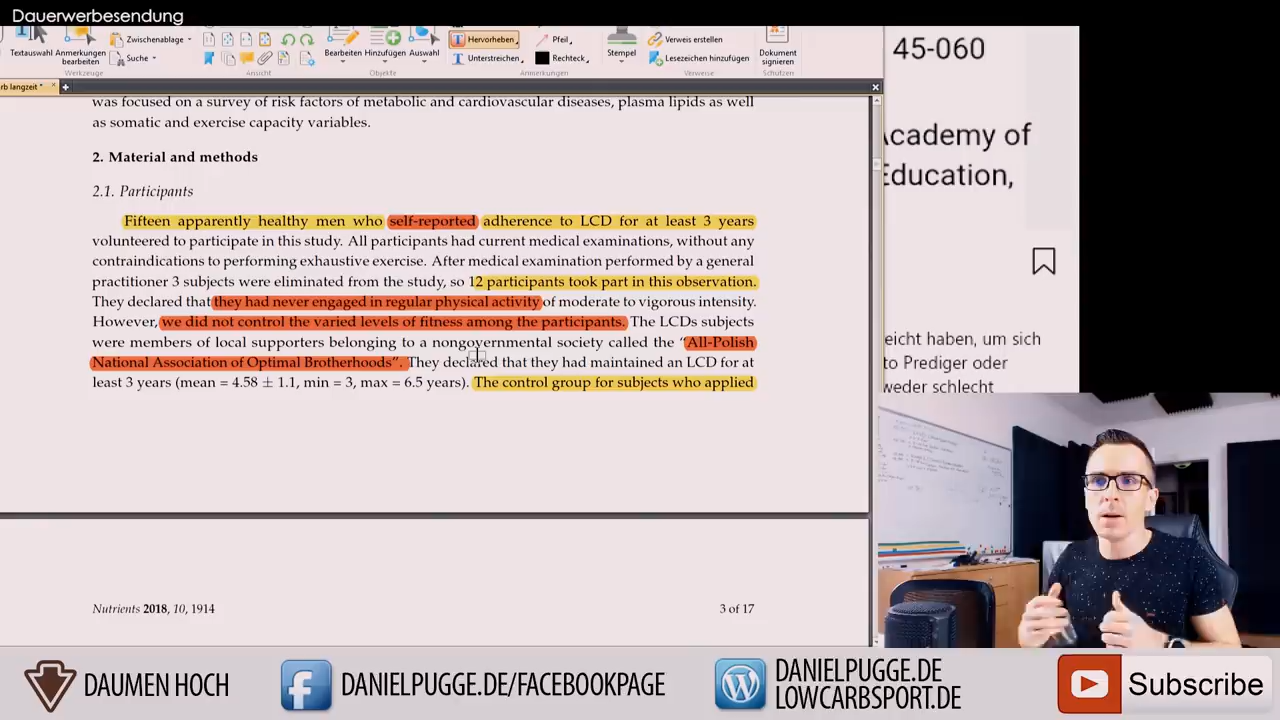 Dauerwerbesendung
Textauswahl
Anmerkungen
bearbeiten
Zwischenablage
Suche
Werkzeuge
Ansicht
Bearbeiten
Hinzufügen
Auswahl
Objekte
Hervorheben
Unterstreichen
Pfeil
Rechteck
Anmerkungen
Stempel
Verweis erstellen
Lesezeichen hinzufügen
Verweise
Dokument
signieren
Schützen
rb langzeit *
was focused on a survey of risk factors of metabolic and cardiovascular diseases, plasma lipids as well
as somatic and exercise capacity variables.
2. Material and methods
2.1. Participants
Fifteen apparently healthy men who self-reported adherence to LCD for at least 3 years
volunteered to participate in this study. All participants had current medical examinations, without any
contraindications to performing exhaustive exercise. After medical examination performed by a general
practitioner 3 subjects were eliminated from the study, so 12 participants took part in this observation.
They declared that they had never engaged in regular physical activity of moderate to vigorous intensity.
However, we did not control the varied levels of fitness among the participants. The LCDs subjects
were members of local supporters belonging to a nongovernmental society called the “All-Polish
National Association of Optimal Brotherhoods”. They declared that they had maintained an LCD for at
least 3 years (mean = 4.58 ± 1.1, min = 3, max = 6.5 years). The control group for subjects who applied
Nutrients 2018, 10, 1914
3 of 17
45-060
Academy of
Education,
eicht haben, um sich
to Prediger oder
weder schlecht
DAUMEN HOCH
DANIELPUGGE.DE/FACEBOOKPAGE
DANIELPUGGE.DE
LOWCARBSPORT.DE
Subscribe